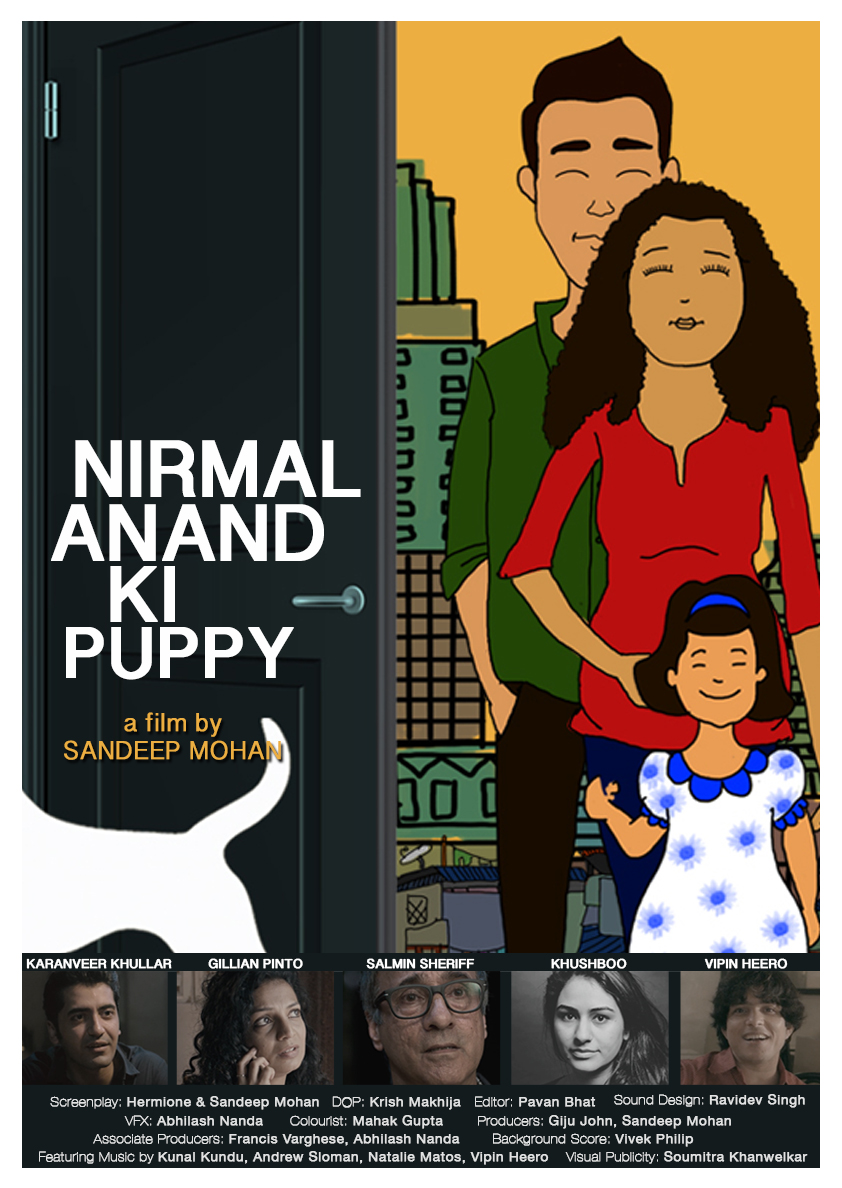 NIRMAL
ANAND
KI
PUPPY
a film by
SANDEEP MOHAN
KARANVEER KHULLAR GILLIAN PINTO SALMIN SHERIFF KHUSHBOO VIPIN HEERO
Screenplay: Hermione & Sandeep Mohan DOP: Krish Makhija Editor: Pavan Bhat Sound Design: Ravidev Singh
VFX: Abhilash Nanda Colourist: Mahak Gupta Producers: Giju John, Sandeep Mohan
Associate Producers: Francis Varghese, Abhilash Nanda Background Score: Vivek Philip
Featuring Music by Kunal Kundu, Andrew Sloman, Natalie Matos, Vipin Heero Visual Publicity: Soumitra Khanwelkar